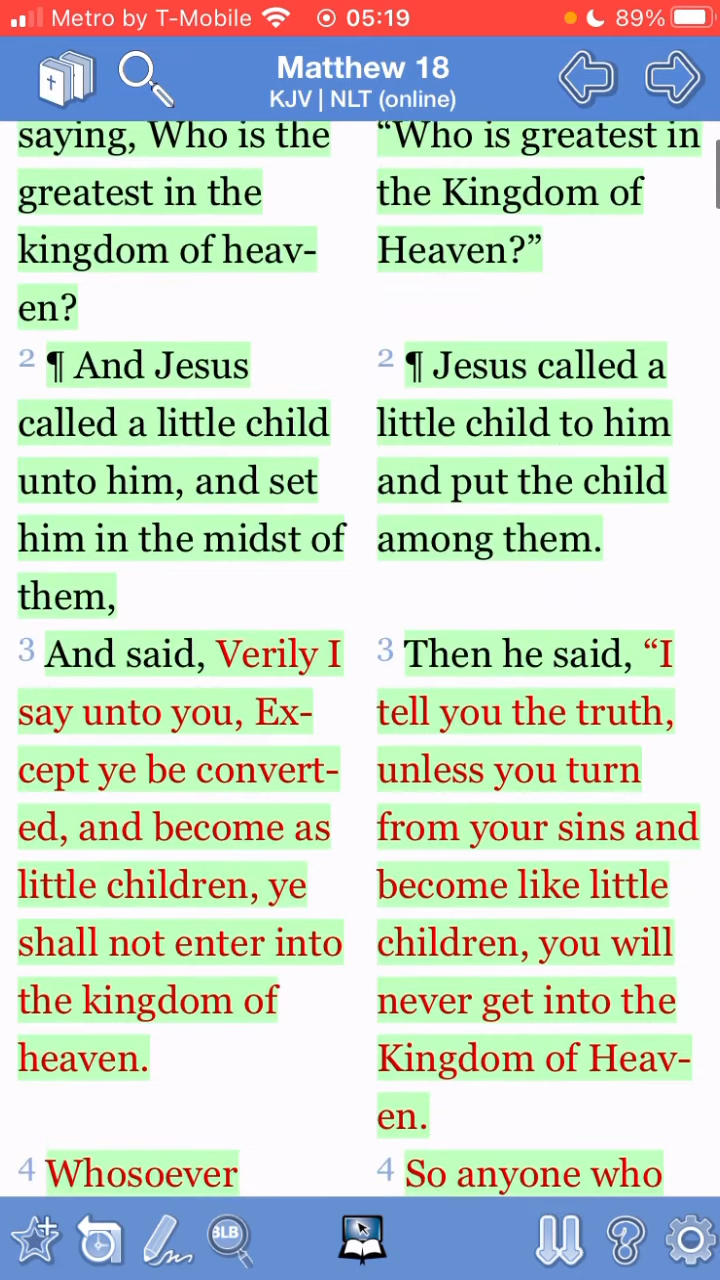 Metro by T-Mobile 05:19 89%
Matthew 18
KJV | NLT (online)
saying, Who is the
greatest in the
kingdom of heav-
en?
2 ¶ And Jesus
called a little child
unto him, and set
him in the midst of
them,
3 And said, Verily I
say unto you, Ex-
cept ye be convert-
ed, and become as
little children, ye
shall not enter into
the kingdom of
heaven.
4 Whosoever
“Who is greatest in
the Kingdom of
Heaven?”
2 ¶ Jesus called a
little child to him
and put the child
among them.
3 Then he said, “I
tell you the truth,
unless you turn
from your sins and
become like little
children, you will
never get into the
Kingdom of Heav-
en.
4 So anyone who
BLB